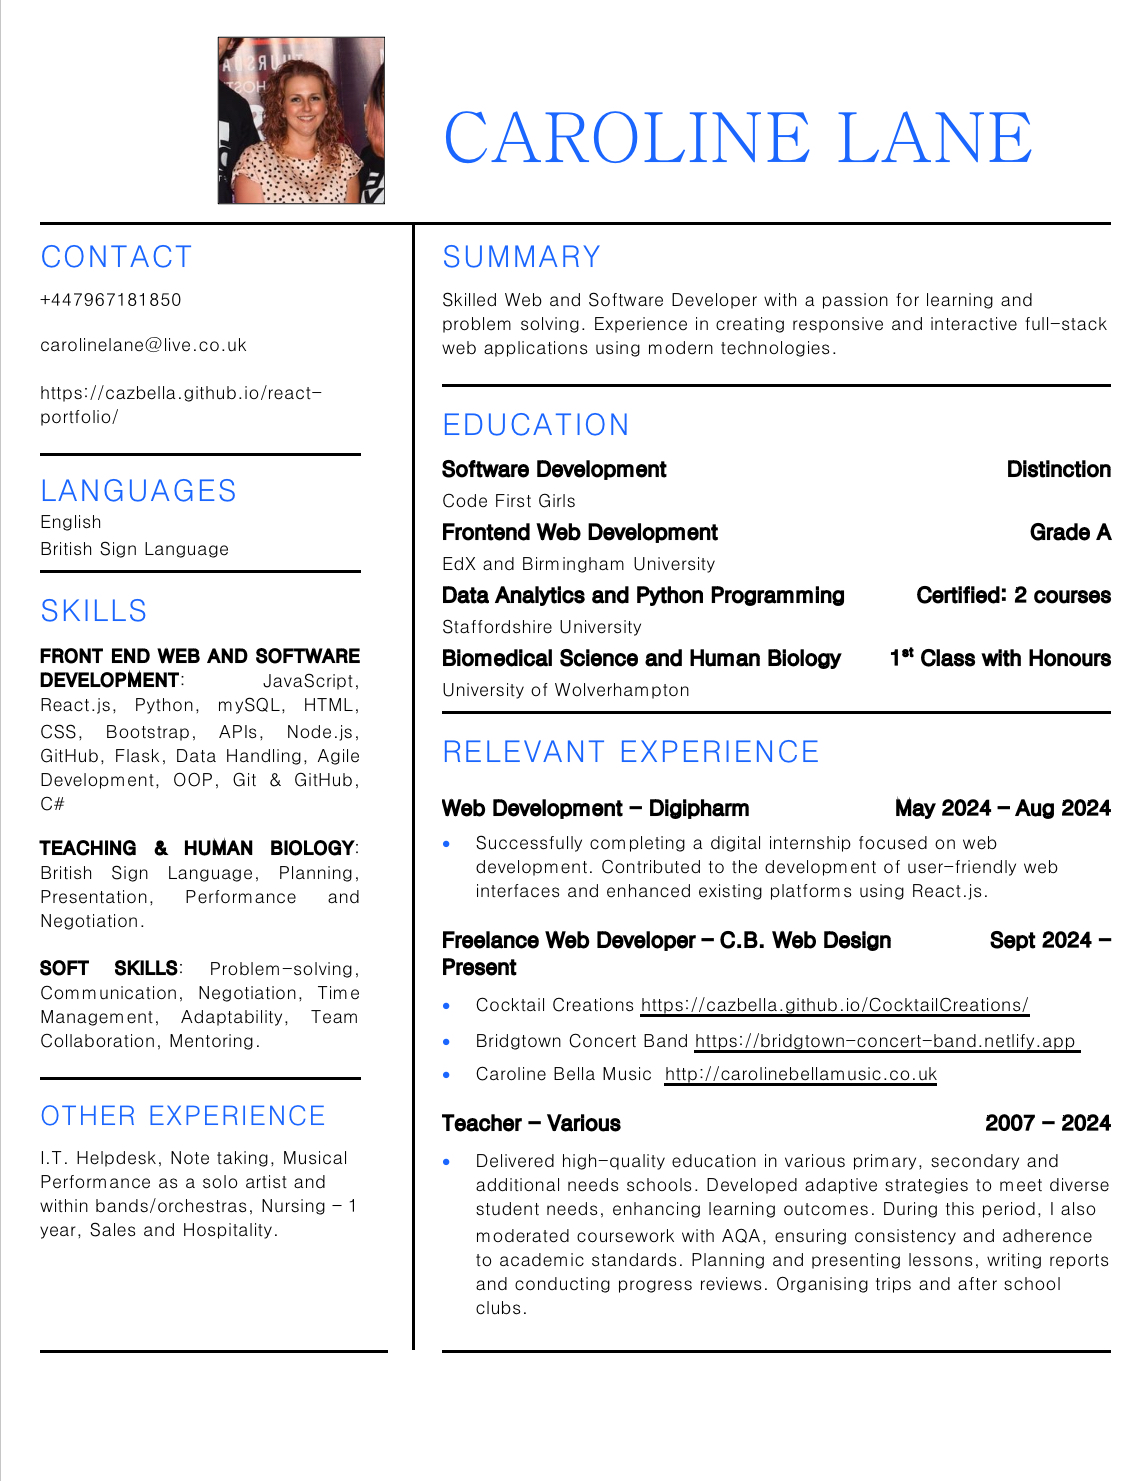 CAROLINE LANE
CONTACT
+447967181850
carolinelane@live.co.uk
https://cazbella.github.io/react-
portfolio/
LANGUAGES
English
British Sign Language
SKILLS
FRONT END WEB AND SOFTWARE
DEVELOPMENT: JavaScript,
React.js, Python, mySQL, HTML,
CSS, Bootstrap, APIs, Node.js,
GitHub, Flask, Data Handling, Agile
Development, OOP, Git & GitHub,
C#
TEACHING & HUMAN BIOLOGY:
British Sign Language, Planning,
Presentation, Performance and
Negotiation.
SOFT SKILLS: Problem-solving,
Communication, Negotiation, Time
Management, Adaptability, Team
Collaboration, Mentoring.
OTHER EXPERIENCE
I.T. Helpdesk, Note taking, Musical
Performance as a solo artist and
within bands/orchestras, Nursing – 1
year, Sales and Hospitality.
SUMMARY
Skilled Web and Software Developer with a passion for learning and
problem solving. Experience in creating responsive and interactive full-stack
web applications using modern technologies.
EDUCATION
Software Development Distinction
Code First Girls
Frontend Web Development Grade A
EdX and Birmingham University
Data Analytics and Python Programming Certified: 2 courses
Staffordshire University
Biomedical Science and Human Biology 1st Class with Honours
University of Wolverhampton
RELEVANT EXPERIENCE
Web Development – Digipharm May 2024 – Aug 2024
• Successfully completing a digital internship focused on web
development. Contributed to the development of user-friendly web
interfaces and enhanced existing platforms using React.js.
Freelance Web Developer – C.B. Web Design Sept 2024 –
Present
• Cocktail Creations https://cazbella.github.io/CocktailCreations/
• Bridgtown Concert Band https://bridgtown-concert-band.netlify.app
• Caroline Bella Music http://carolinebellamusic.co.uk
Teacher – Various 2007 – 2024
• Delivered high-quality education in various primary, secondary and
additional needs schools. Developed adaptive strategies to meet diverse
student needs, enhancing learning outcomes. During this period, I also
moderated coursework with AQA, ensuring consistency and adherence
to academic standards. Planning and presenting lessons, writing reports
and conducting progress reviews. Organising trips and after school
clubs.